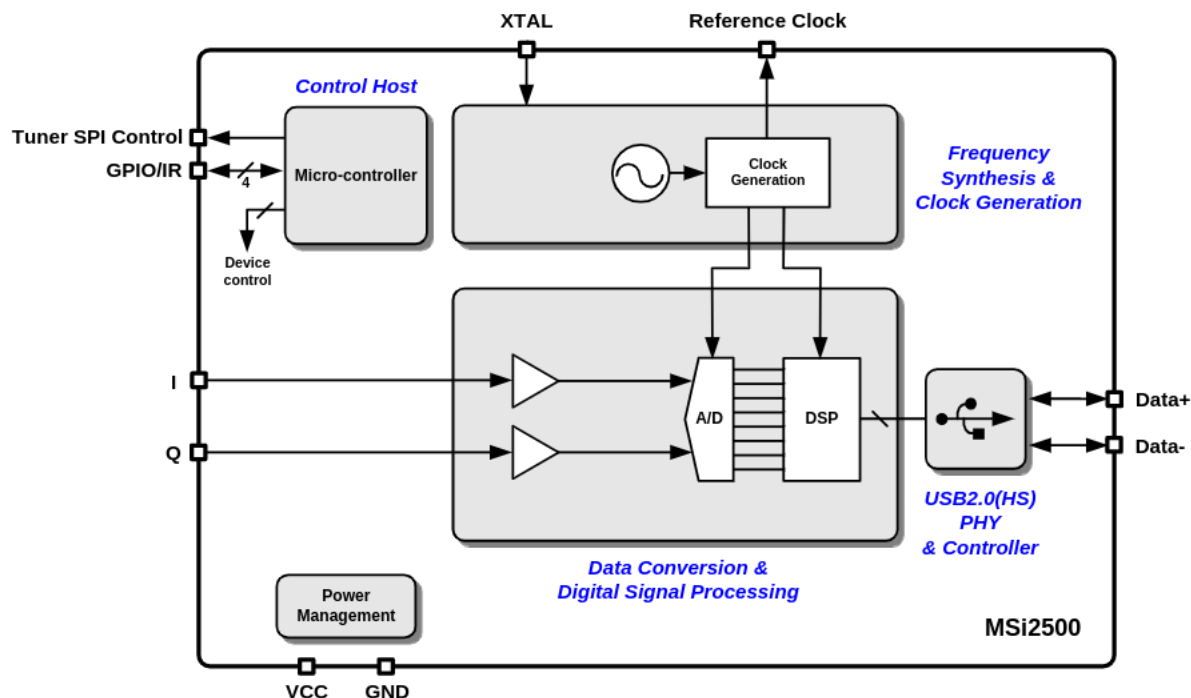 XTAL
Reference Clock
Control Host
Tuner SPI Control
GPIO/IR
4
Micro-controller
Device
control
Clock
Generation
Frequency
Synthesis &
Clock Generation
I
Q
A/D
DSP
Data+
Data-
USB2.0(HS)
PHY
& Controller
Data Conversion &
Digital Signal Processing
Power
Management
MSi2500
VCC
GND